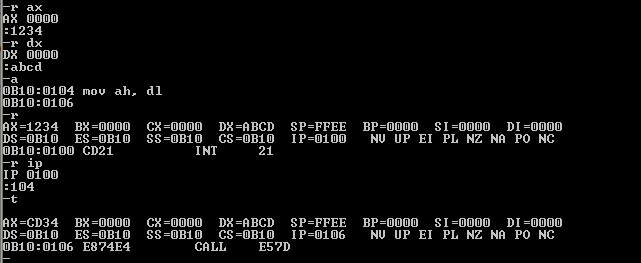 -r ax
AX 0000
:1234
-r dx
DX 0000
:abcd
-a
0B10:0104 mov ah, dl
0B10:0106
-r
AX=1234  BX=0000  CX=0000  DX=ABCD  SP=FFEE  BP=0000  SI=0000  DI=0000
DS=0B10  ES=0B10  SS=0B10  CS=0B10  IP=0100   NV UP EI PL NZ NA PO NC
0B10:0100 CD21          INT     21
-r ip
IP 0100
:104
-t
AX=CD34  BX=0000  CX=0000  DX=ABCD  SP=FFEE  BP=0000  SI=0000  DI=0000
DS=0B10  ES=0B10  SS=0B10  CS=0B10  IP=0106   NV UP EI PL NZ NA PO NC
0B10:0106 E874E4        CALL    E57D
-